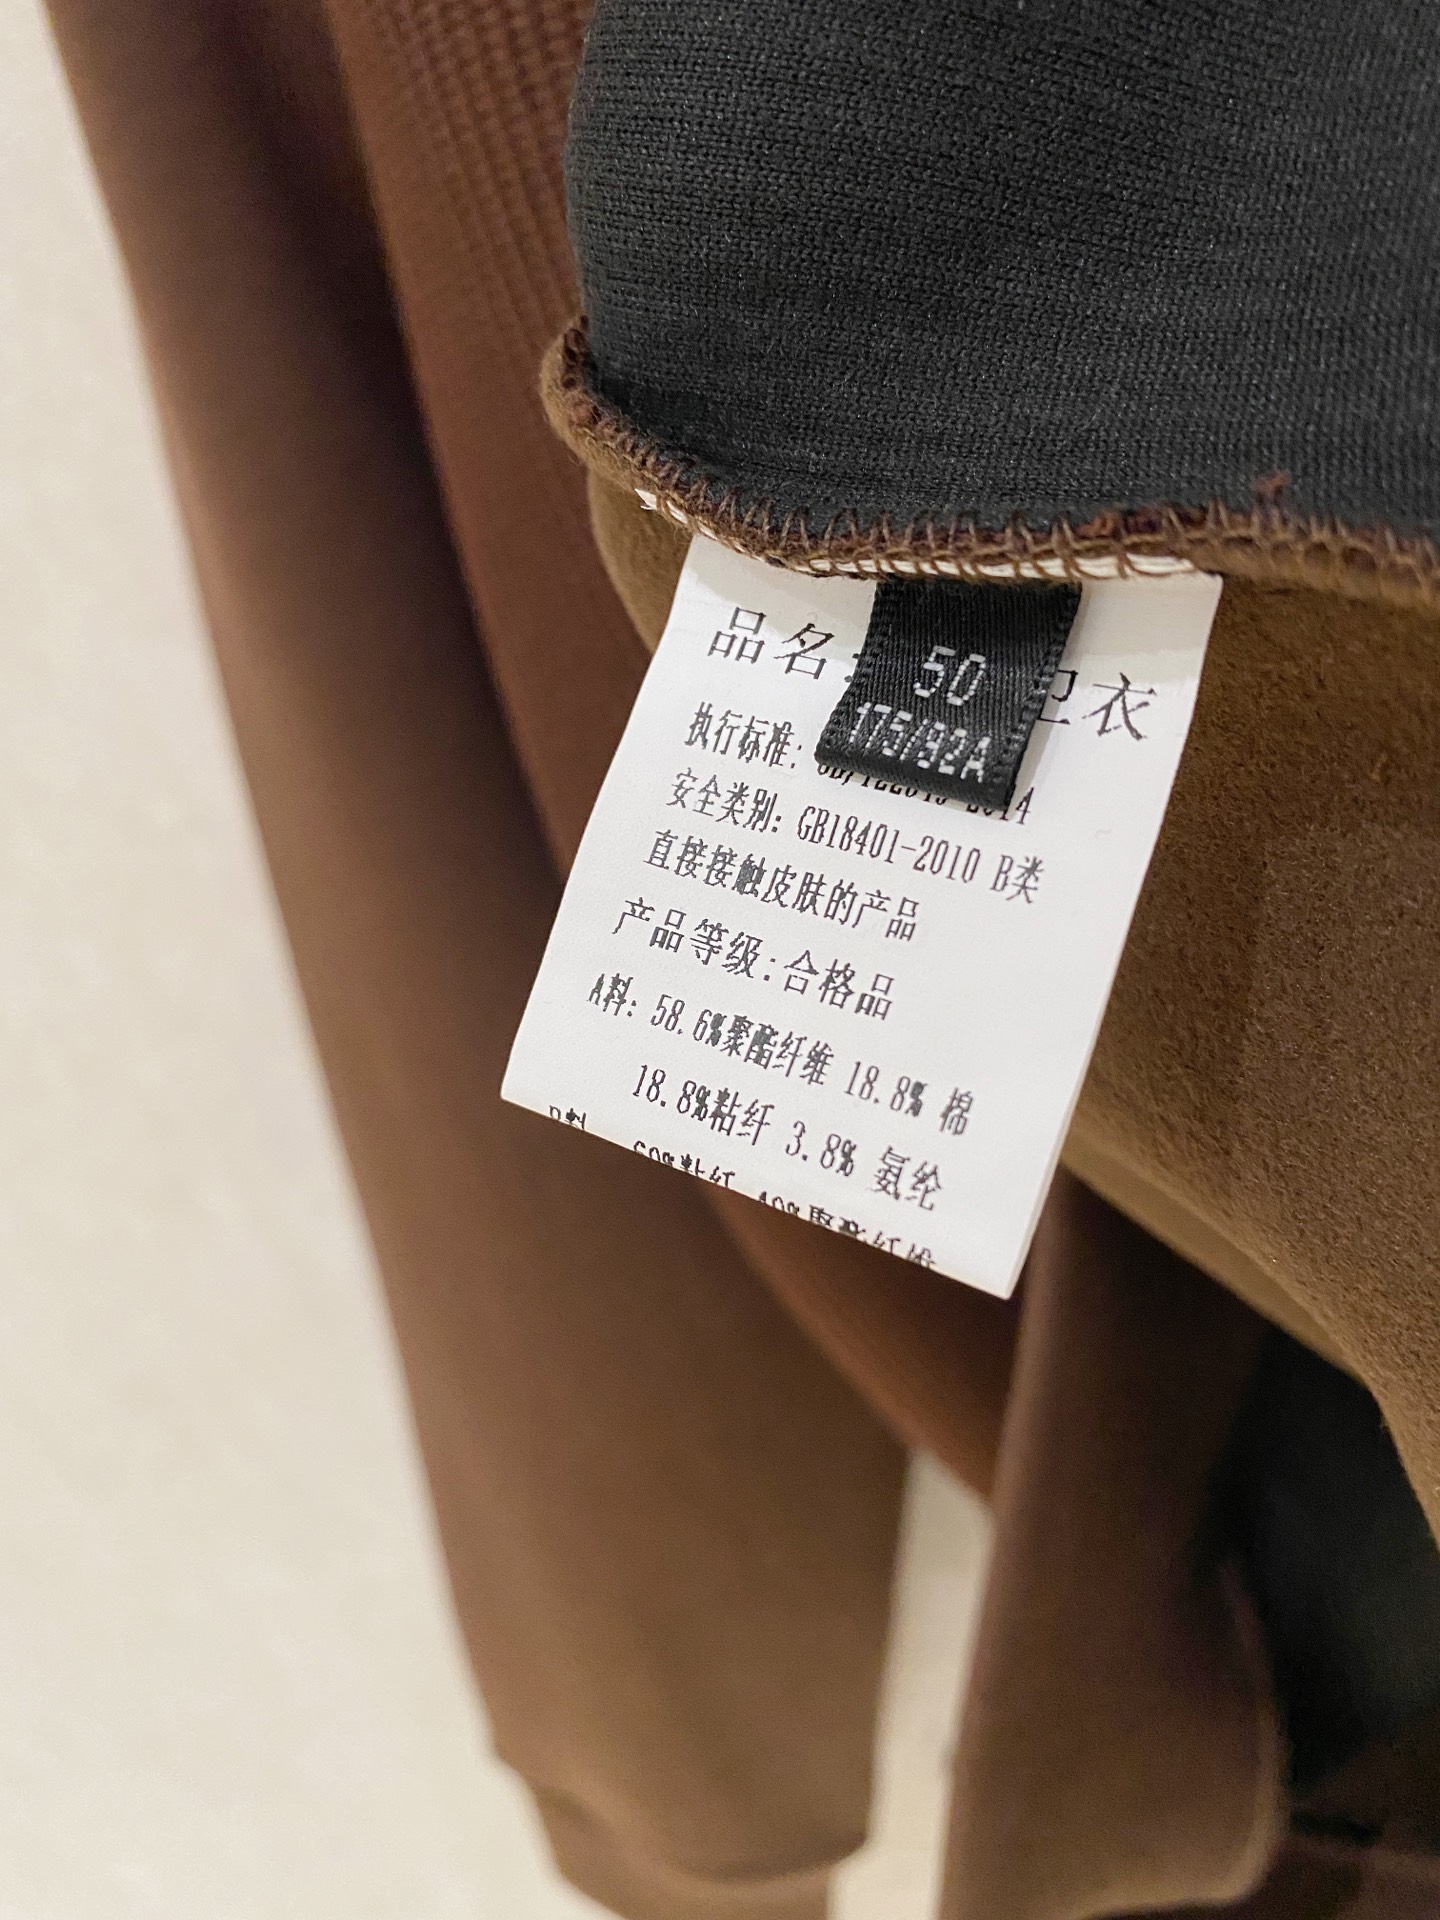 50
175/92A
品名:
衣
执行标准:
安全类别: GB18401-2010 B类
直接接触皮肤的产品
产品等级:合格品
A料: 58.6%聚酯纤维 18.8% 棉
18.8%粘纤 3.8% 氨纶